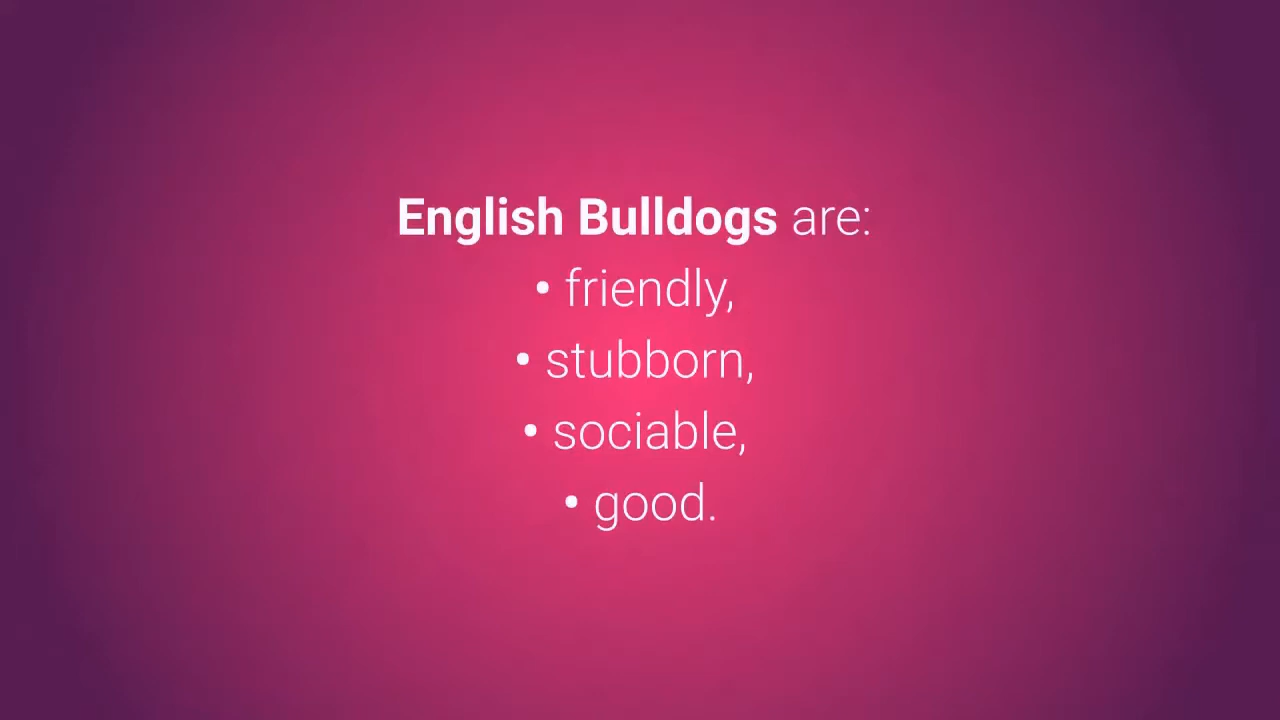 English Bulldogs are:
• friendly,
• stubborn,
• sociable,
• good.